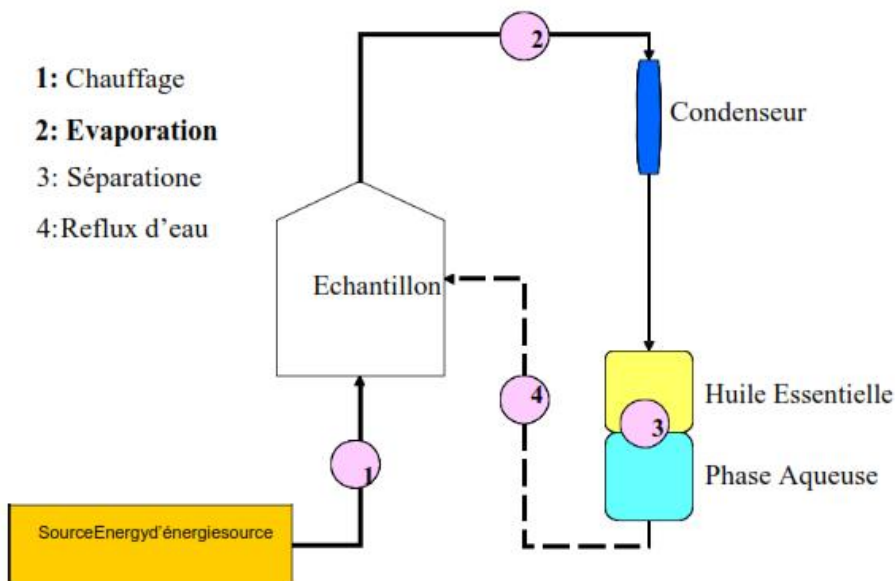 1: Chauffage
2: Evaporation
3: Séparatione
4:Reflux d'eau
2
Condenseur
Echantillon
4
Huile Essentielle
3
Phase Aqueuse
1
SourceEnergyd'énergiesource